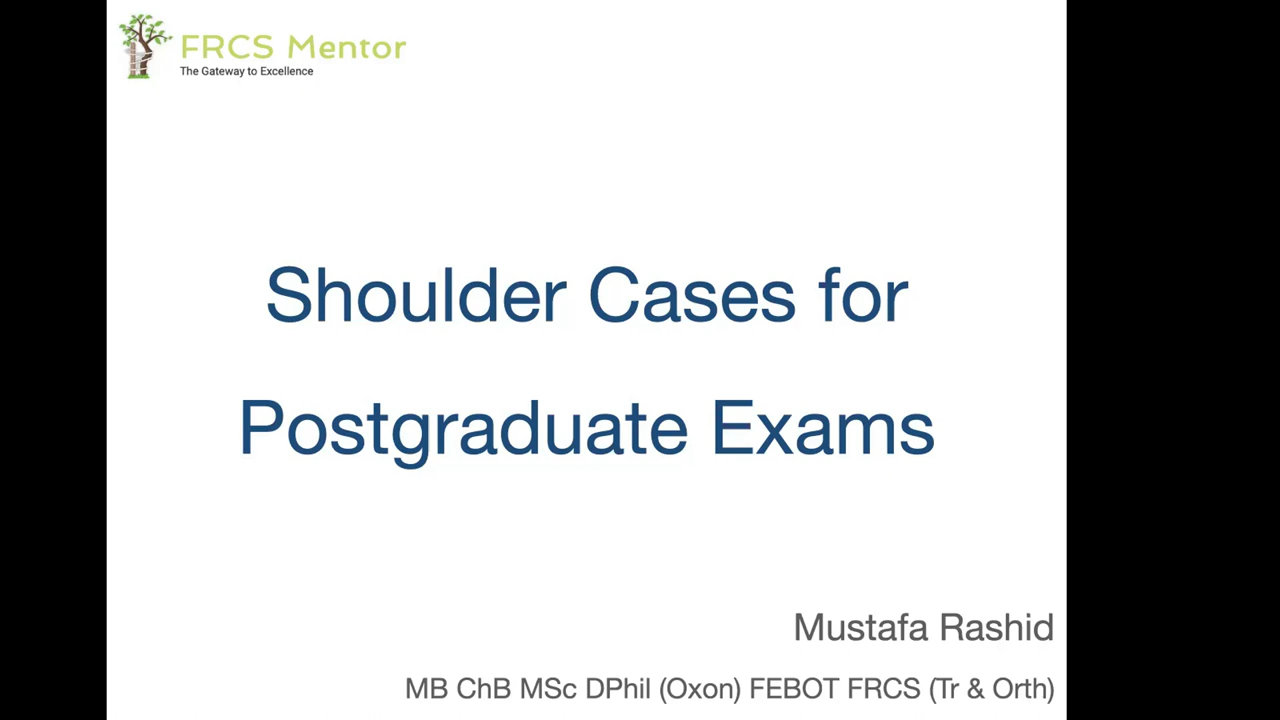 FRCS Mentor
The Gateway to Excellence
Shoulder Cases for
Postgraduate Exams
Mustafa Rashid
MB ChB MSc DPhil (Oxon) FEBOT FRCS (Tr & Orth)